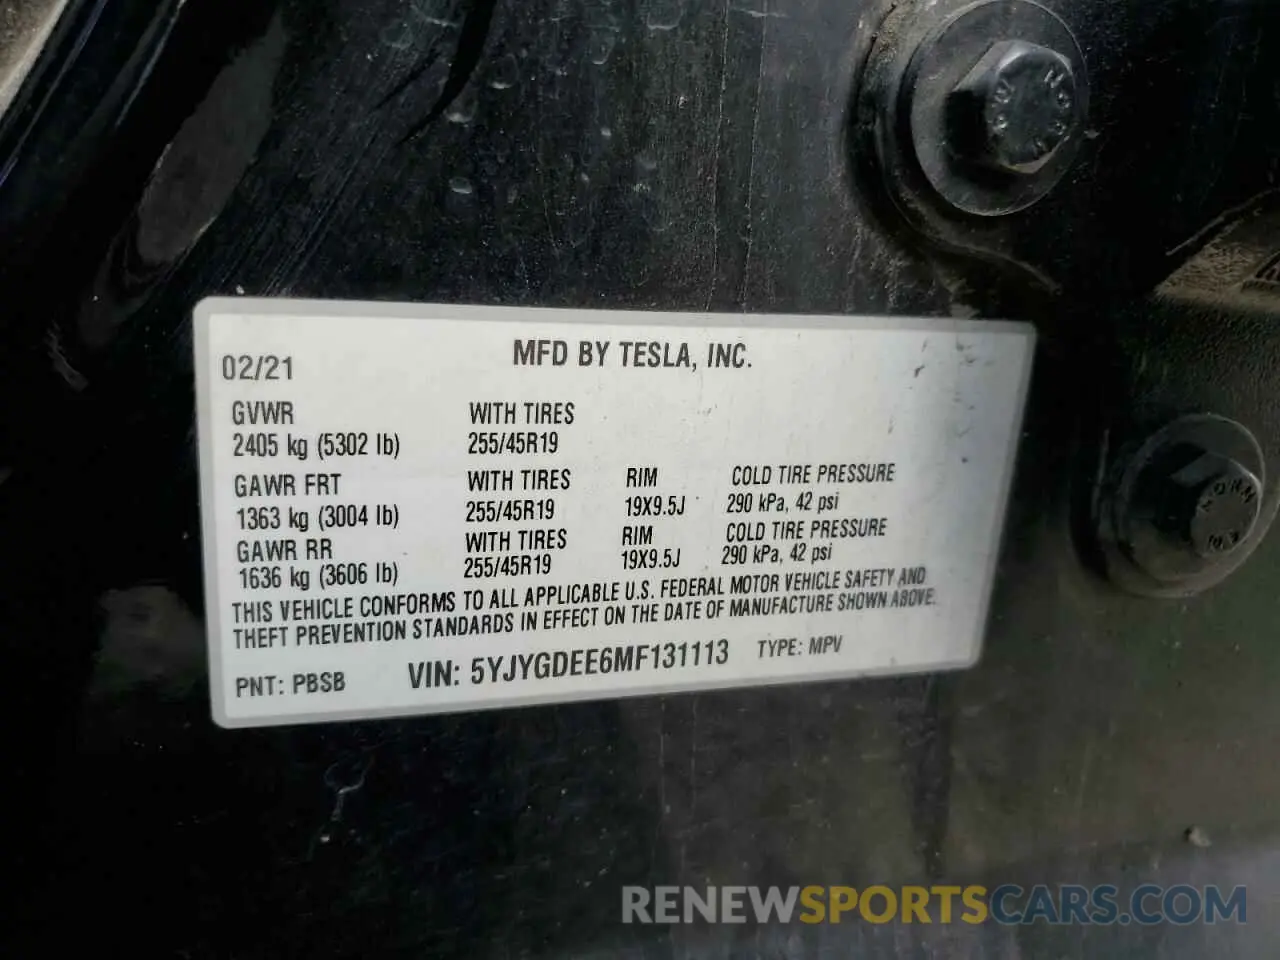 02/21 MFD BY TESLA, INC.
GVWR WITH TIRES
2405 kg (5302 lb) 255/45R19
GAWR FRT WITH TIRES RIM COLD TIRE PRESSURE
1363 kg (3004 lb) 255/45R19 19X9.5J 290 kPa, 42 psi
GAWR RR WITH TIRES RIM COLD TIRE PRESSURE
1636 kg (3606 lb) 255/45R19 19X9.5J 290 kPa, 42 psi
THIS VEHICLE CONFORMS TO ALL APPLICABLE U.S. FEDERAL MOTOR VEHICLE SAFETY AND
THEFT PREVENTION STANDARDS IN EFFECT ON THE DATE OF MANUFACTURE SHOWN ABOVE.
PNT: PBSB VIN: 5YJYGDEE6MF131113 TYPE: MPV
RENEWSPORTSCARS.COM